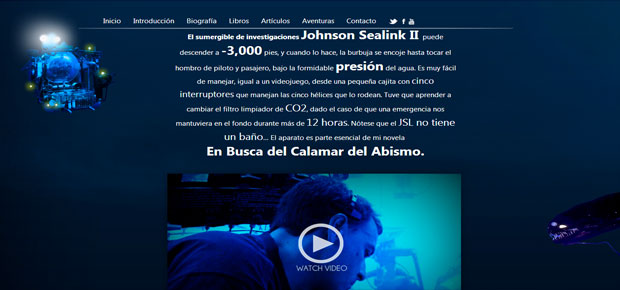 Inicio Introducción Biografía Libros Artículos Aventuras Contacto
El sumergible de investigaciones Johnson Sealink II puede
descender a -3,000 pies, y cuando lo hace, la burbuja se encoje hasta tocar el
hombro de piloto y pasajero, bajo la formidable presión del agua. Es muy fácil
de manejar, igual a un videojuego, desde una pequeña cajita con cinco
interruptores que manejan las cinco hélices que lo rodean. Tuve que aprender a
cambiar el filtro limpiador de CO2, dado el caso de que una emergencia nos
mantuviera en el fondo durante más de 12 horas. Nótese que el JSL no tiene
un baño... El aparato es parte esencial de mi novela
En Busca del Calamar del Abismo.
WATCH VIDEO